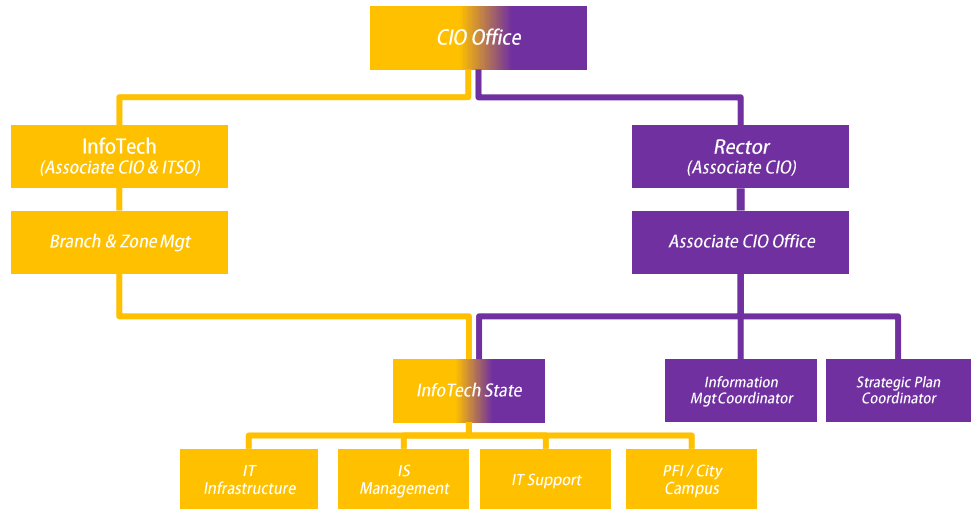 CIO Office
InfoTech
(Associate CIO & ITSO)
Rector
(Associate CIO)
Branch & Zone Mgt
Associate CIO Office
InfoTech State
Information
Mgt Coordinator
Strategic Plan
Coordinator
IT
Infrastructure
IS
Management
IT Support
PFI / City
Campus